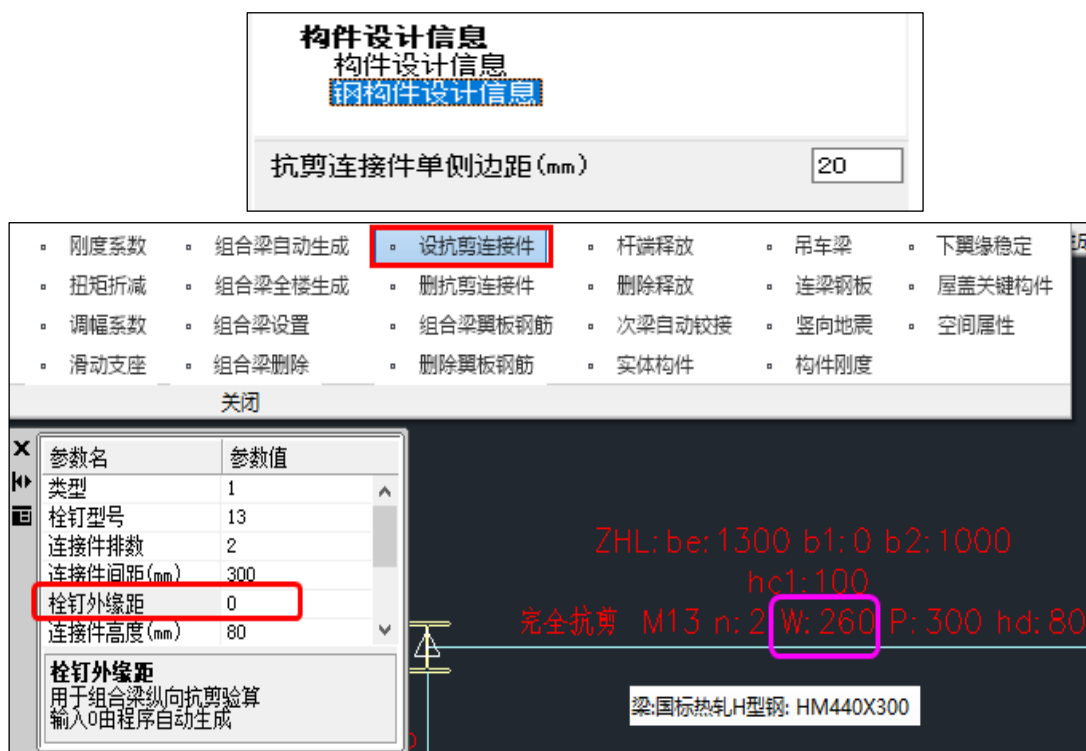 构件设计信息
构件设计信息
钢构件设计信息
抗剪连接件单侧边距(mm) 20
刚度系数 组合梁自动生成 设抗剪连接件 杆端释放 吊车梁 下翼缘稳定
扭矩折减 组合梁全楼生成 删抗剪连接件 删除释放 连梁钢板 屋盖关键构件
调幅系数 组合梁设置 组合梁翼板钢筋 次梁自动铰接 竖向地震 空间属性
滑动支座 组合梁删除 删除翼板钢筋 实体构件 构件刚度
关闭
参数名 参数值
类型 1
栓钉型号 13
连接件排数 2
连接件间距(mm) 300
栓钉外缘距 0
连接件高度(mm) 80
栓钉外缘距
用于组合梁纵向抗剪验算
输入0由程序自动生成
ZHL:be:1300 b1:0 b2:1000
hc1:100
完全抗剪 M13 n:2 W:260 P:300 hd:80
梁:国标热轧H型钢: HM440X300